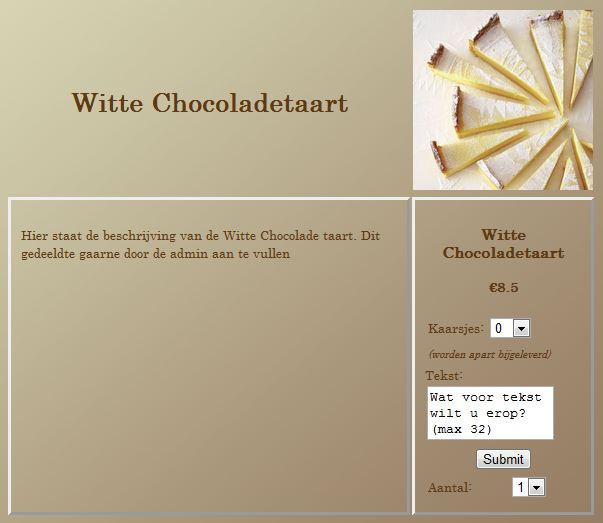 Witte Chocoladetaart
Hier staat de beschrijving van de Witte Chocolade taart. Dit
gedeeldte gaarne door de admin aan te vullen
Witte
Chocoladetaart
€8.5
Kaarsjes: 0
(worden apart bijgeleverd)
Tekst:
Wat voor tekst
wilt u erop?
(max 32)
Submit
Aantal: 1